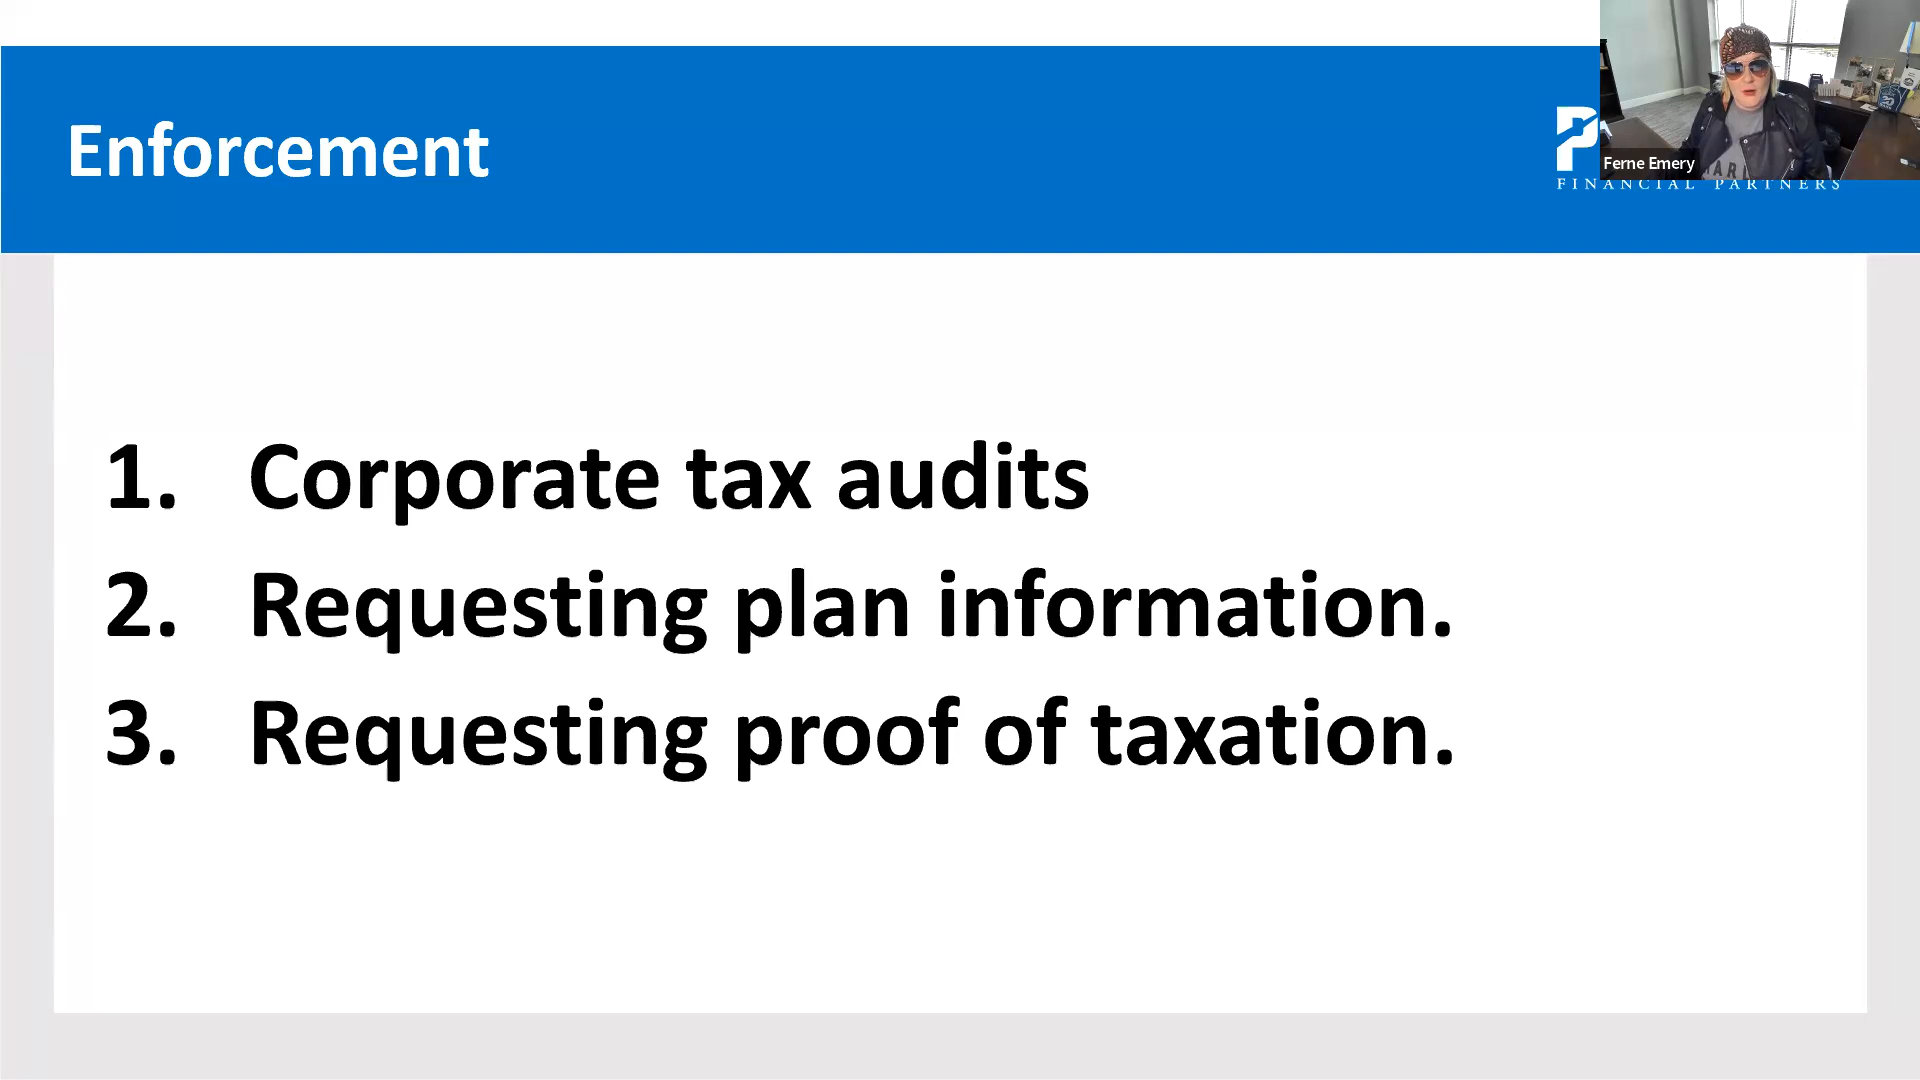 Enforcement
P
Ferne Emery
FINANCIAL PARTNERS
1. Corporate tax audits
2. Requesting plan information.
3. Requesting proof of taxation.